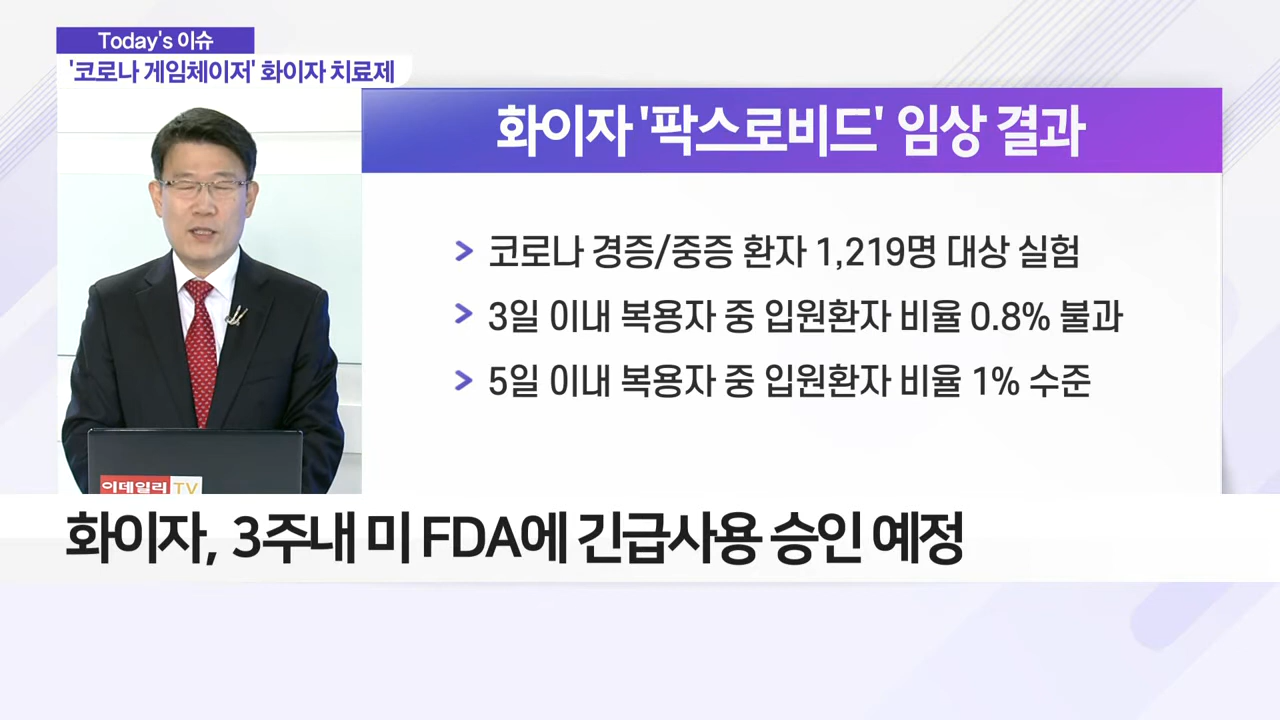 Today's 이슈
'코로나 게임체이저' 화이자 치료제
화이자 '팍스로비드' 임상 결과
> 코로나 경증/중증 환자 1,219명 대상 실험
> 3일 이내 복용자 중 입원환자 비율 0.8% 불과
> 5일 이내 복용자 중 입원환자 비율 1% 수준
이데일리 TV
화이자, 3주내 미 FDA에 긴급사용 승인 예정